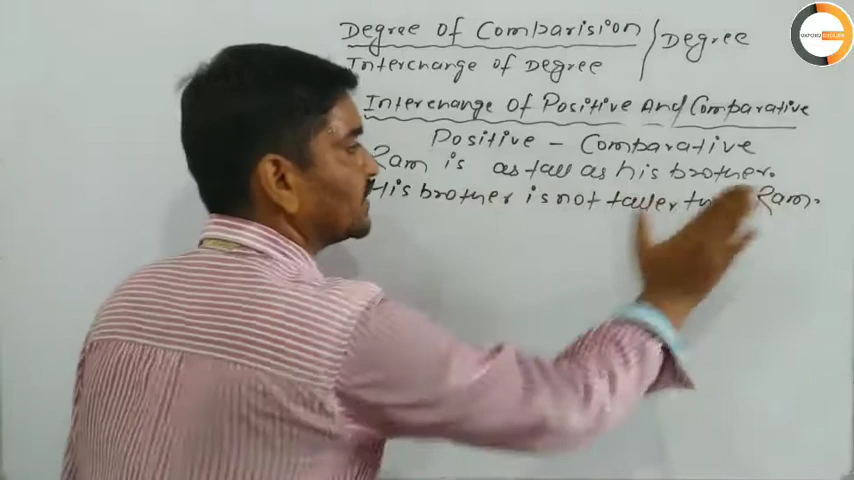 Degree of Comparision / Degree
Interchange of Degree
Interchange of Positive And Comparative
Positive - Comparative
Ram is as tall as his brother.
His brother is not taller Ram.
OXFORD ENGLISH